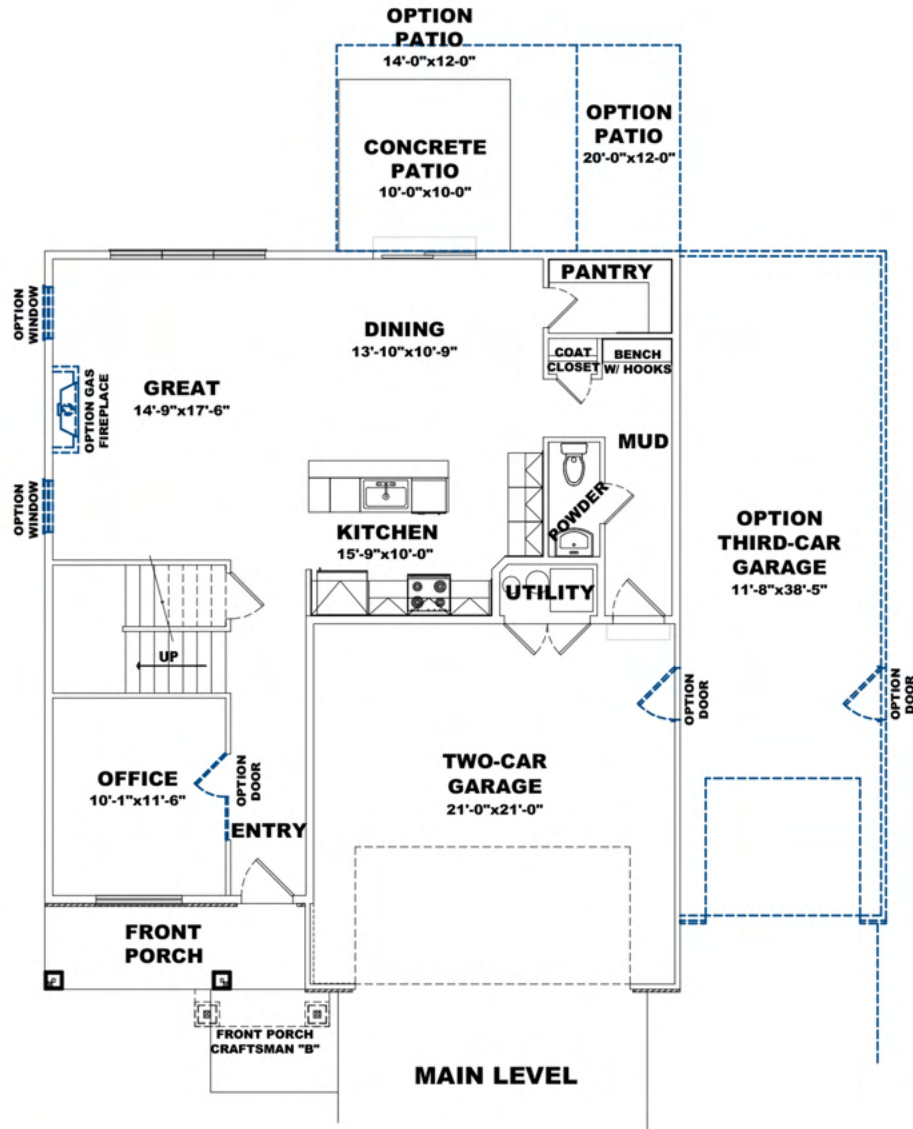 OPTION
PATIO
14'-0"x12'-0"
OPTION
PATIO
20'-0"x12'-0"
CONCRETE
PATIO
10'-0"x10'-0"
PANTRY
OPTION
WINDOW
DINING
13'-10"x10'-9"
COAT
CLOSET
BENCH
W/ HOOKS
GREAT
14'-9"x17'-6"
OPTION GAS
FIREPLACE
MUD
OPTION
WINDOW
POWDER
KITCHEN
15'-9"x10'-0"
OPTION
THIRD-CAR
GARAGE
11'-8"x38'-5"
UTILITY
UP
OPTION
DOOR
OPTION
DOOR
OFFICE
10'-1"x11'-6"
OPTION
DOOR
TWO-CAR
GARAGE
21'-0"x21'-0"
ENTRY
FRONT
PORCH
FRONT PORCH
CRAFTSMAN "B"
MAIN LEVEL